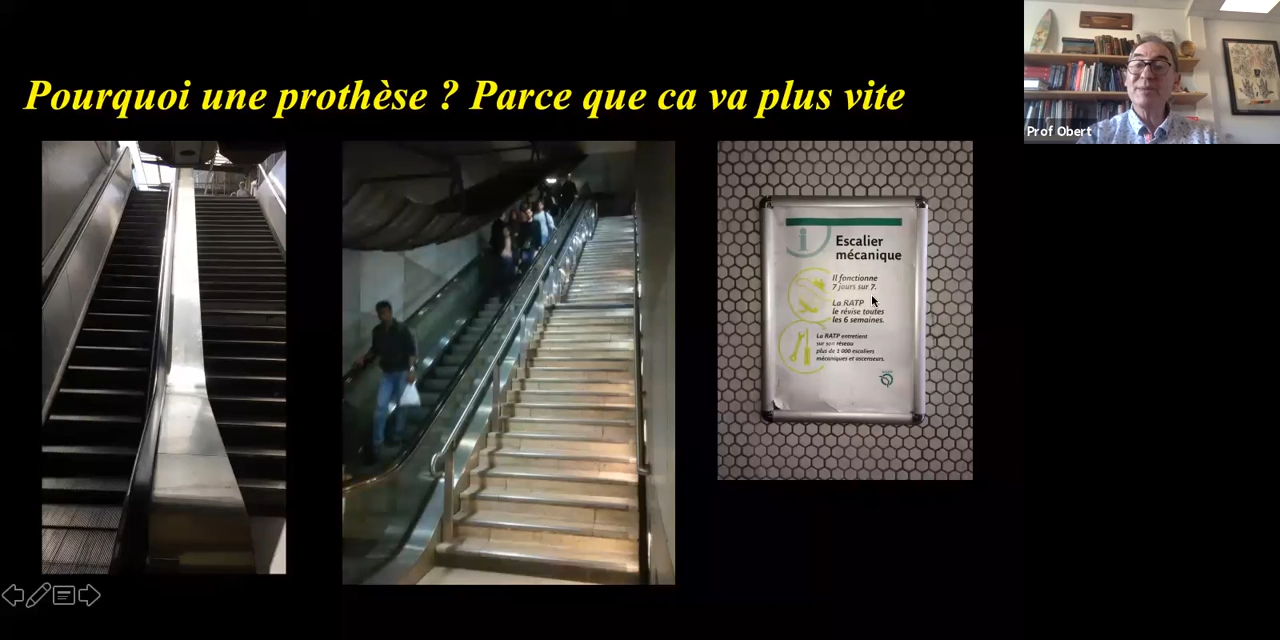 Pourquoi une prothèse ? Parce que ca va plus vite
Prof Obert
i
Escalier
mécanique
Il fonctionne
7 jours sur 7.
La RATP
le révise toutes
les 6 semaines.
La RATP entretient
sur son réseau
plus de 1 000 escaliers
mécaniques et ascenseurs.